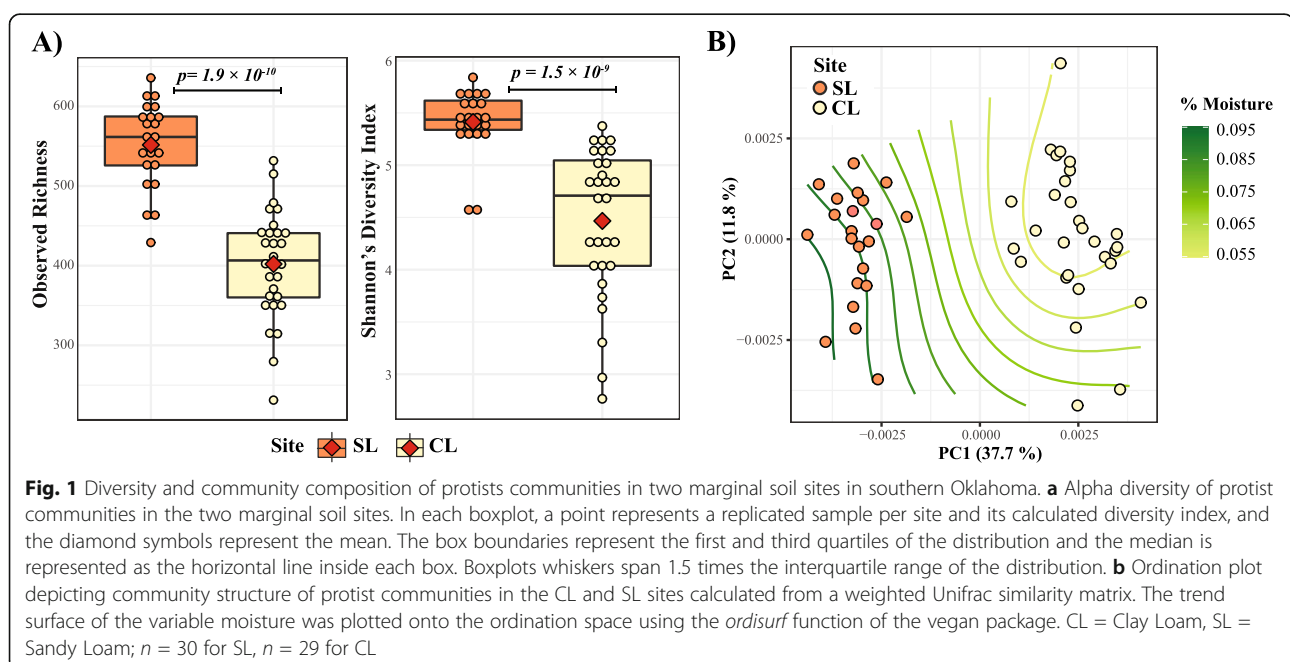 A)
B)
p= 1.9 × 10-10
p = 1.5 × 10-9
Observed Richness
600
500
400
300
Shannon's Diversity Index
6
5
4
3
Site
SL
CL
PC2 (11.8 %)
0.0025
0.0000
−0.0025
−0.0025
0.0000
0.0025
PC1 (37.7 %)
% Moisture
0.095
0.085
0.075
0.065
0.055
Site SL CL
Fig. 1 Diversity and community composition of protists communities in two marginal soil sites in southern Oklahoma. a Alpha diversity of protist
communities in the two marginal soil sites. In each boxplot, a point represents a replicated sample per site and its calculated diversity index, and
the diamond symbols represent the mean. The box boundaries represent the first and third quartiles of the distribution and the median is
represented as the horizontal line inside each box. Boxplots whiskers span 1.5 times the interquartile range of the distribution. b Ordination plot
depicting community structure of protist communities in the CL and SL sites calculated from a weighted Unifrac similarity matrix. The trend
surface of the variable moisture was plotted onto the ordination space using the ordisurf function of the vegan package. CL = Clay Loam, SL =
Sandy Loam; n = 30 for SL, n = 29 for CL